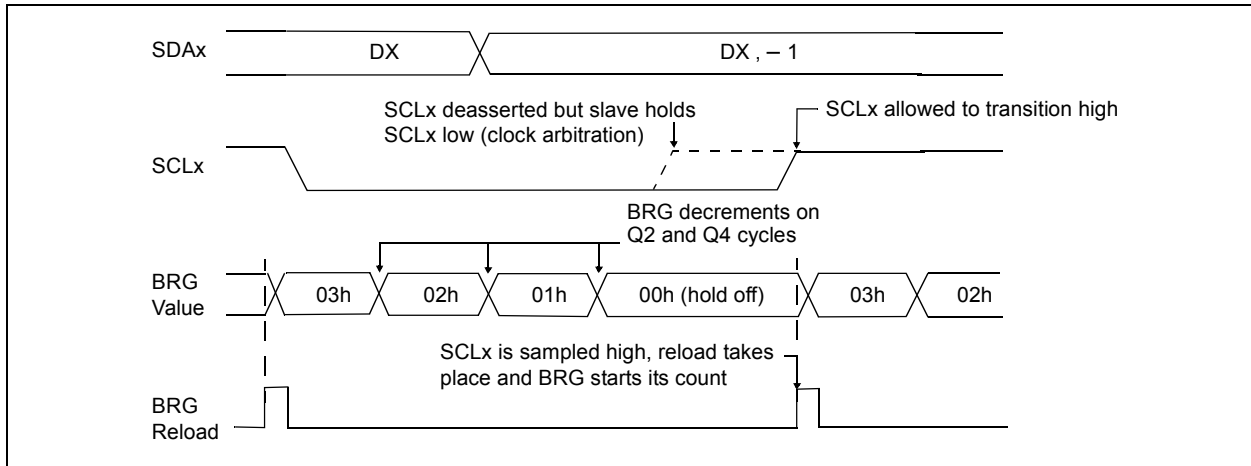 SDAx
DX
DX , – 1
SCLx deasserted but slave holds
SCLx low (clock arbitration)
SCLx allowed to transition high
SCLx
BRG decrements on
Q2 and Q4 cycles
BRG
Value
03h
02h
01h
00h (hold off)
03h
02h
SCLx is sampled high, reload takes
place and BRG starts its count
BRG
Reload